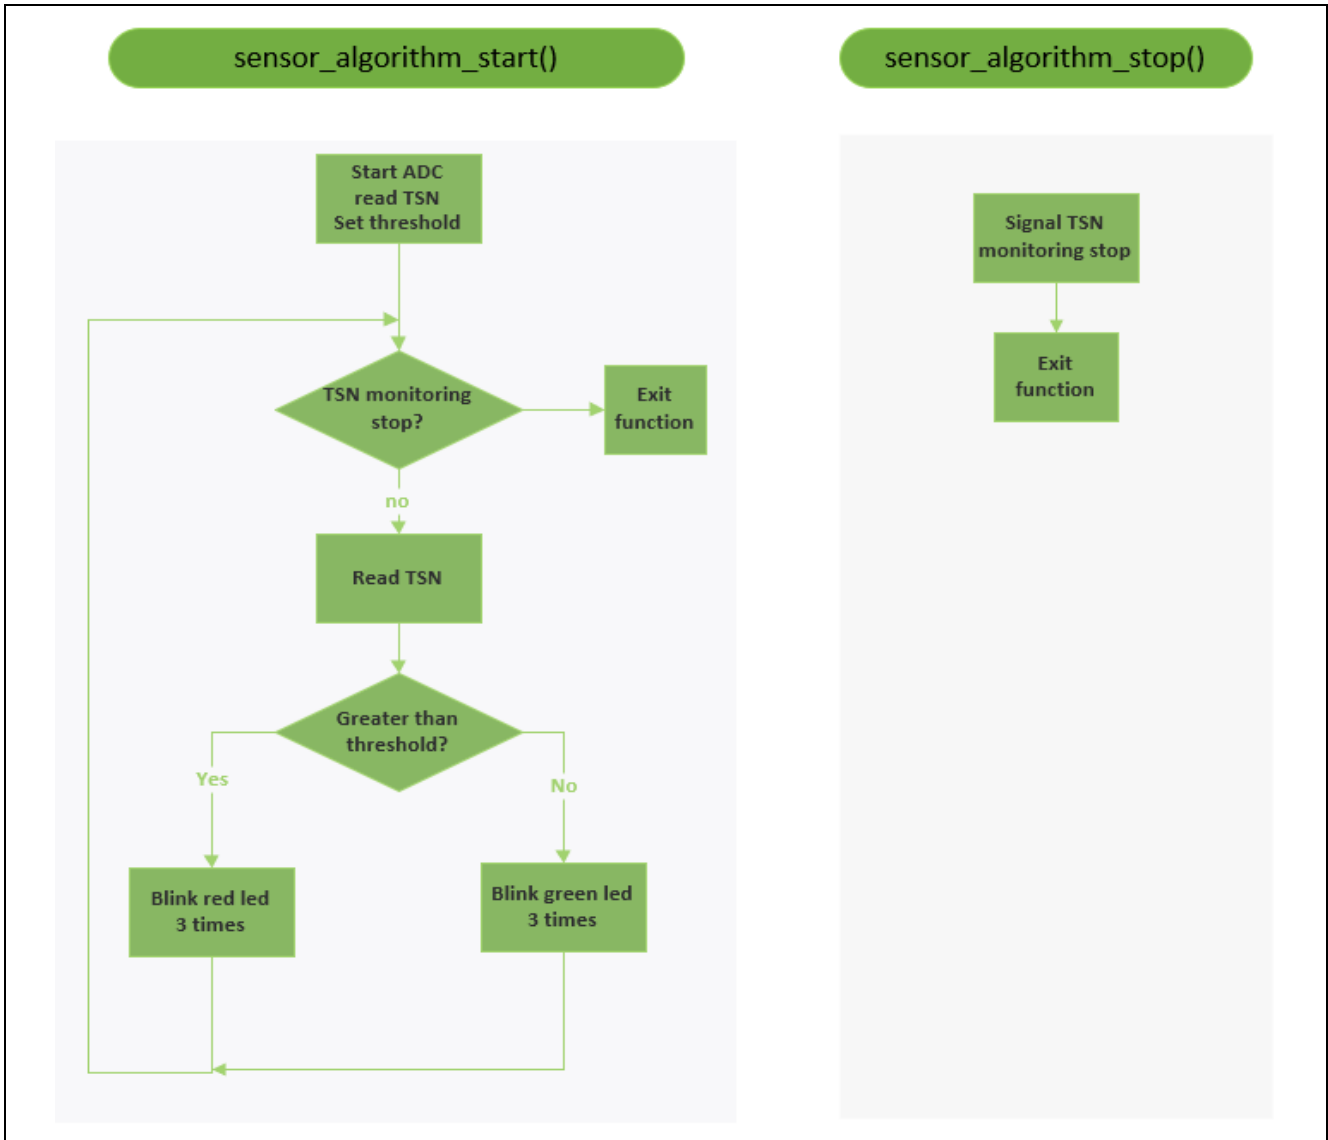 sensor_algorithm_start()
Start ADC
read TSN
Set threshold
TSN monitoring
stop?
Exit
function
no
Read TSN
Greater than
threshold?
Yes
No
Blink red led
3 times
Blink green led
3 times
sensor_algorithm_stop()
Signal TSN
monitoring stop
Exit
function